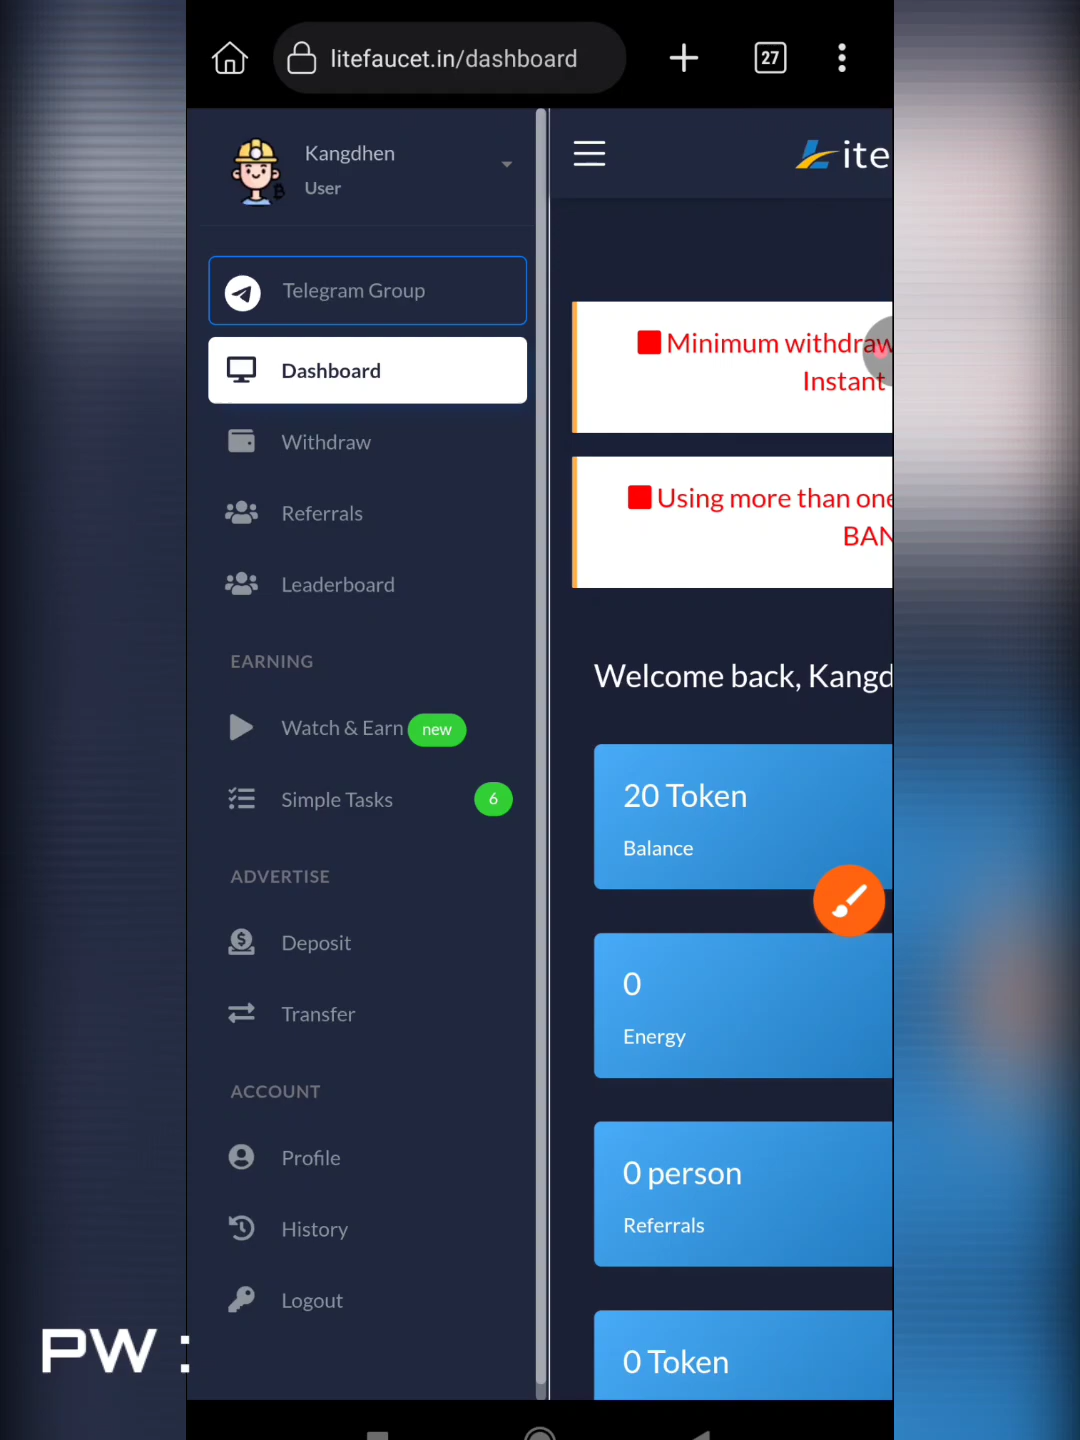 litefaucet.in/dashboard
27
Kangdhen
User
ite
Telegram Group
Dashboard
Withdraw
Referrals
Leaderboard
EARNING
Watch & Earn new
Simple Tasks 6
ADVERTISE
Deposit
Transfer
ACCOUNT
Profile
History
Logout
Minimum withdraw
Instant
Using more than one
BAN
Welcome back, Kangd
20 Token
Balance
0
Energy
0 person
Referrals
0 Token
PW :